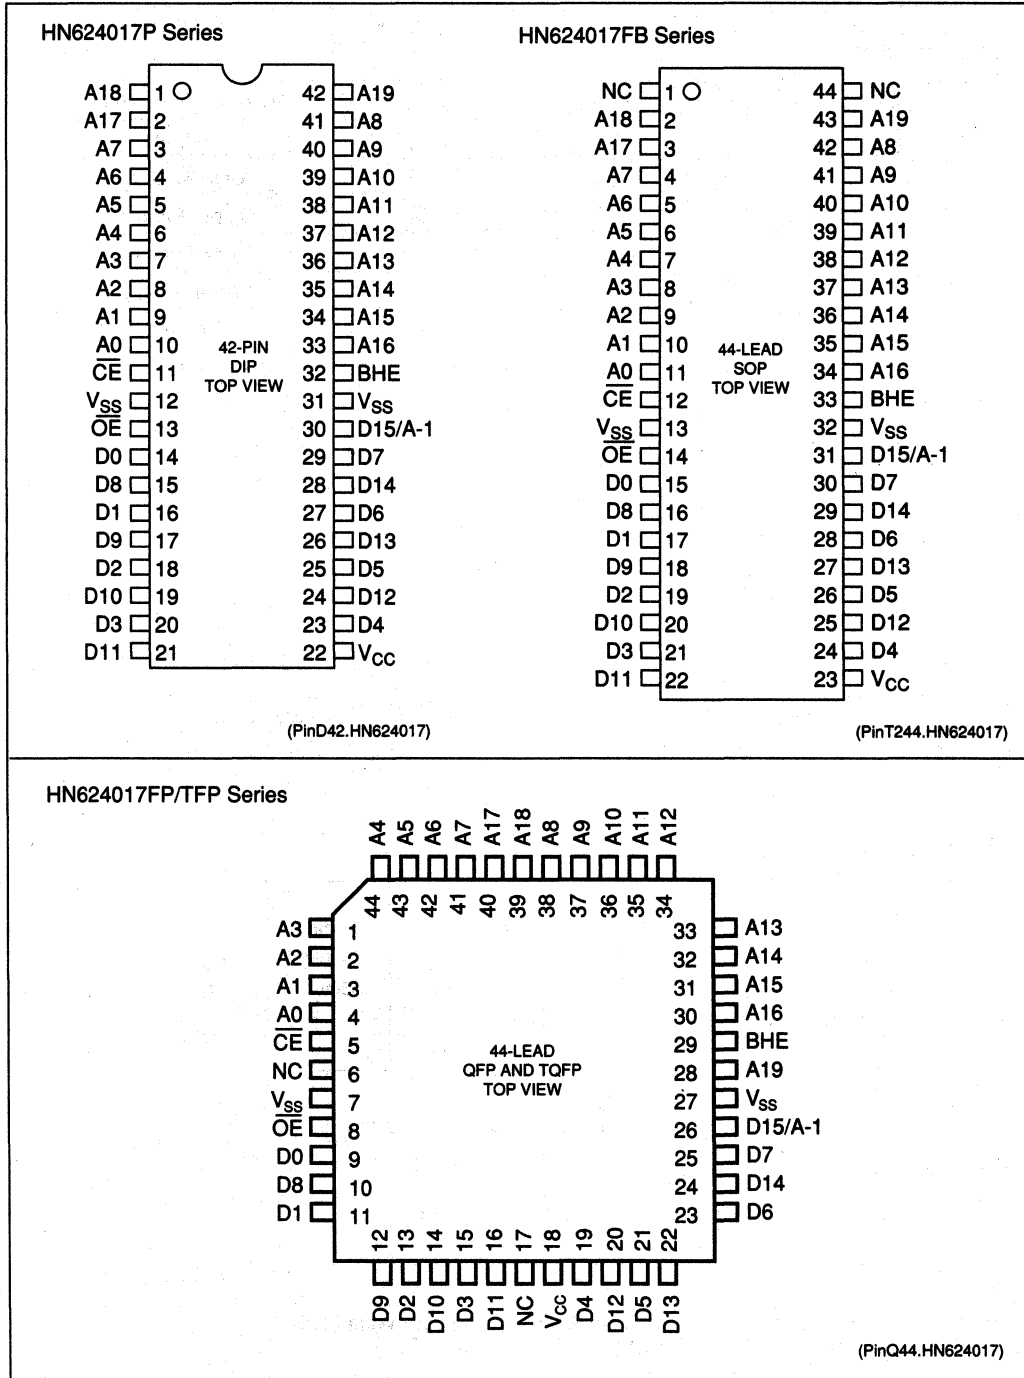 HN624017P Series
A18 1 42 A19
A17 2 41 A8
A7 3 40 A9
A6 4 39 A10
A5 5 38 A11
A4 6 37 A12
A3 7 36 A13
A2 8 35 A14
A1 9 34 A15
A0 10 33 A16
CE 11 32 BHE
VSS 12 31 VSS
OE 13 30 D15/A-1
D0 14 29 D7
D8 15 28 D14
D1 16 27 D6
D9 17 26 D13
D2 18 25 D5
D10 19 24 D12
D3 20 23 D4
D11 21 22 VCC
42-PIN
DIP
TOP VIEW
(PinD42.HN624017)
HN624017FB Series
NC 1 44 NC
A18 2 43 A19
A17 3 42 A8
A7 4 41 A9
A6 5 40 A10
A5 6 39 A11
A4 7 38 A12
A3 8 37 A13
A2 9 36 A14
A1 10 35 A15
A0 11 34 A16
CE 12 33 BHE
VSS 13 32 VSS
OE 14 31 D15/A-1
D0 15 30 D7
D8 16 29 D14
D1 17 28 D6
D9 18 27 D13
D2 19 26 D5
D10 20 25 D12
D3 21 24 D4
D11 22 23 VCC
44-LEAD
SOP
TOP VIEW
(PinT244.HN624017)
HN624017FP/TFP Series
A4 A5 A6 A7 A17 A18 A8 A9 A10 A11 A12
44 43 42 41 40 39 38 37 36 35 34
A3 1 33 A13
A2 2 32 A14
A1 3 31 A15
A0 4 30 A16
CE 5 29 BHE
NC 6 28 A19
VSS 7 27 VSS
OE 8 26 D15/A-1
D0 9 25 D7
D8 10 24 D14
D1 11 23 D6
44-LEAD
QFP AND TQFP
TOP VIEW
12 13 14 15 16 17 18 19 20 21 22
D9 D2 D10 D3 D11 NC VCC D4 D12 D5 D13
(PinQ44.HN624017)